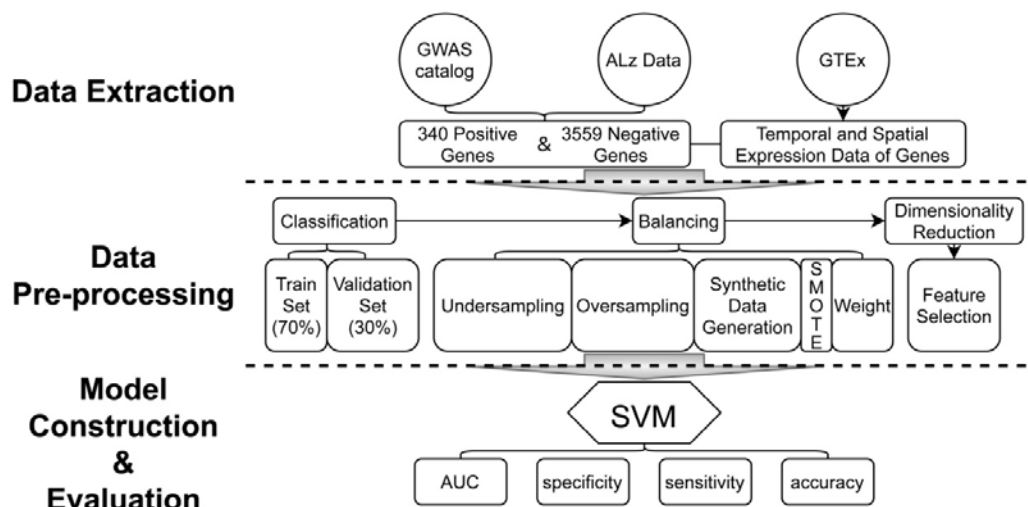 Data Extraction
GWAS
catalog
ALz Data
GTEx
340 Positive
Genes
&
3559 Negative
Genes
Temporal and Spatial
Expression Data of Genes
Data
Pre-processing
Classification
Balancing
Dimensionality
Reduction
Train
Set
(70%)
Validation
Set
(30%)
Undersampling
Oversampling
Synthetic
Data
Generation
SMOTE
Weight
Feature
Selection
Model
Construction
&
Evaluation
SVM
AUC
specificity
sensitivity
accuracy